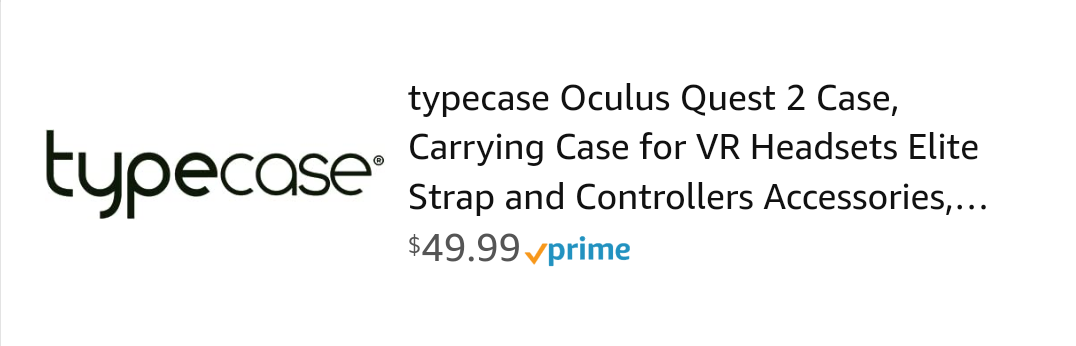 typecase®
typecase Oculus Quest 2 Case,
Carrying Case for VR Headsets Elite
Strap and Controllers Accessories,...
$49.99 prime